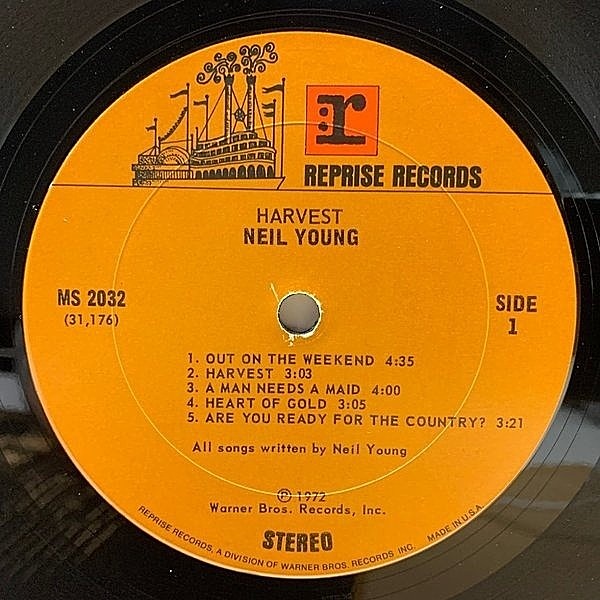 r:
REPRISE RECORDS
HARVEST
NEIL YOUNG
MS 2032
(31,176)
SIDE
1
1. OUT ON THE WEEKEND 4:35
2. HARVEST 3:03
3. A MAN NEEDS A MAID 4:00
4. HEART OF GOLD 3:05
5. ARE YOU READY FOR THE COUNTRY? 3:21
All songs written by Neil Young
℗ 1972
Warner Bros. Records, Inc.
STEREO
REPRISE RECORDS, A DIVISION OF WARNER BROS. RECORDS INC. MADE IN U.S.A.